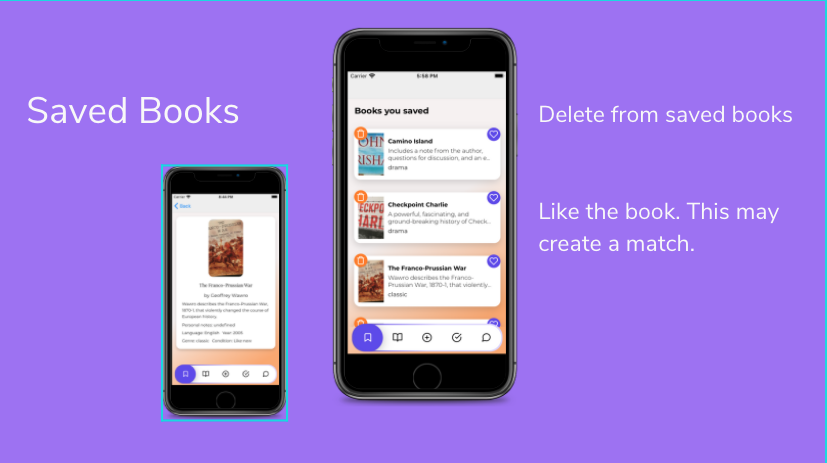 Saved Books
Carrier 5:58 PM
Books you saved
Camino Island
Includes a note from the author,
questions for discussion, and an e...
drama
Checkpoint Charlie
A powerful, fascinating, and
ground-breaking history of Check...
drama
The Franco-Prussian War
Wawro describes the Franco-
Prussian War, 1870-1, that violently...
classic
Delete from saved books
Like the book. This may
create a match.
Carrier
Back
The Franco-Prussian War
by Geoffrey Wawro
Wawro describes the Franco-Prussian War,
1870-1 that violently changed the course of
European history.
Personal notes: undefined
Language: English Year: 2005
Genre: classic Condition: Like new